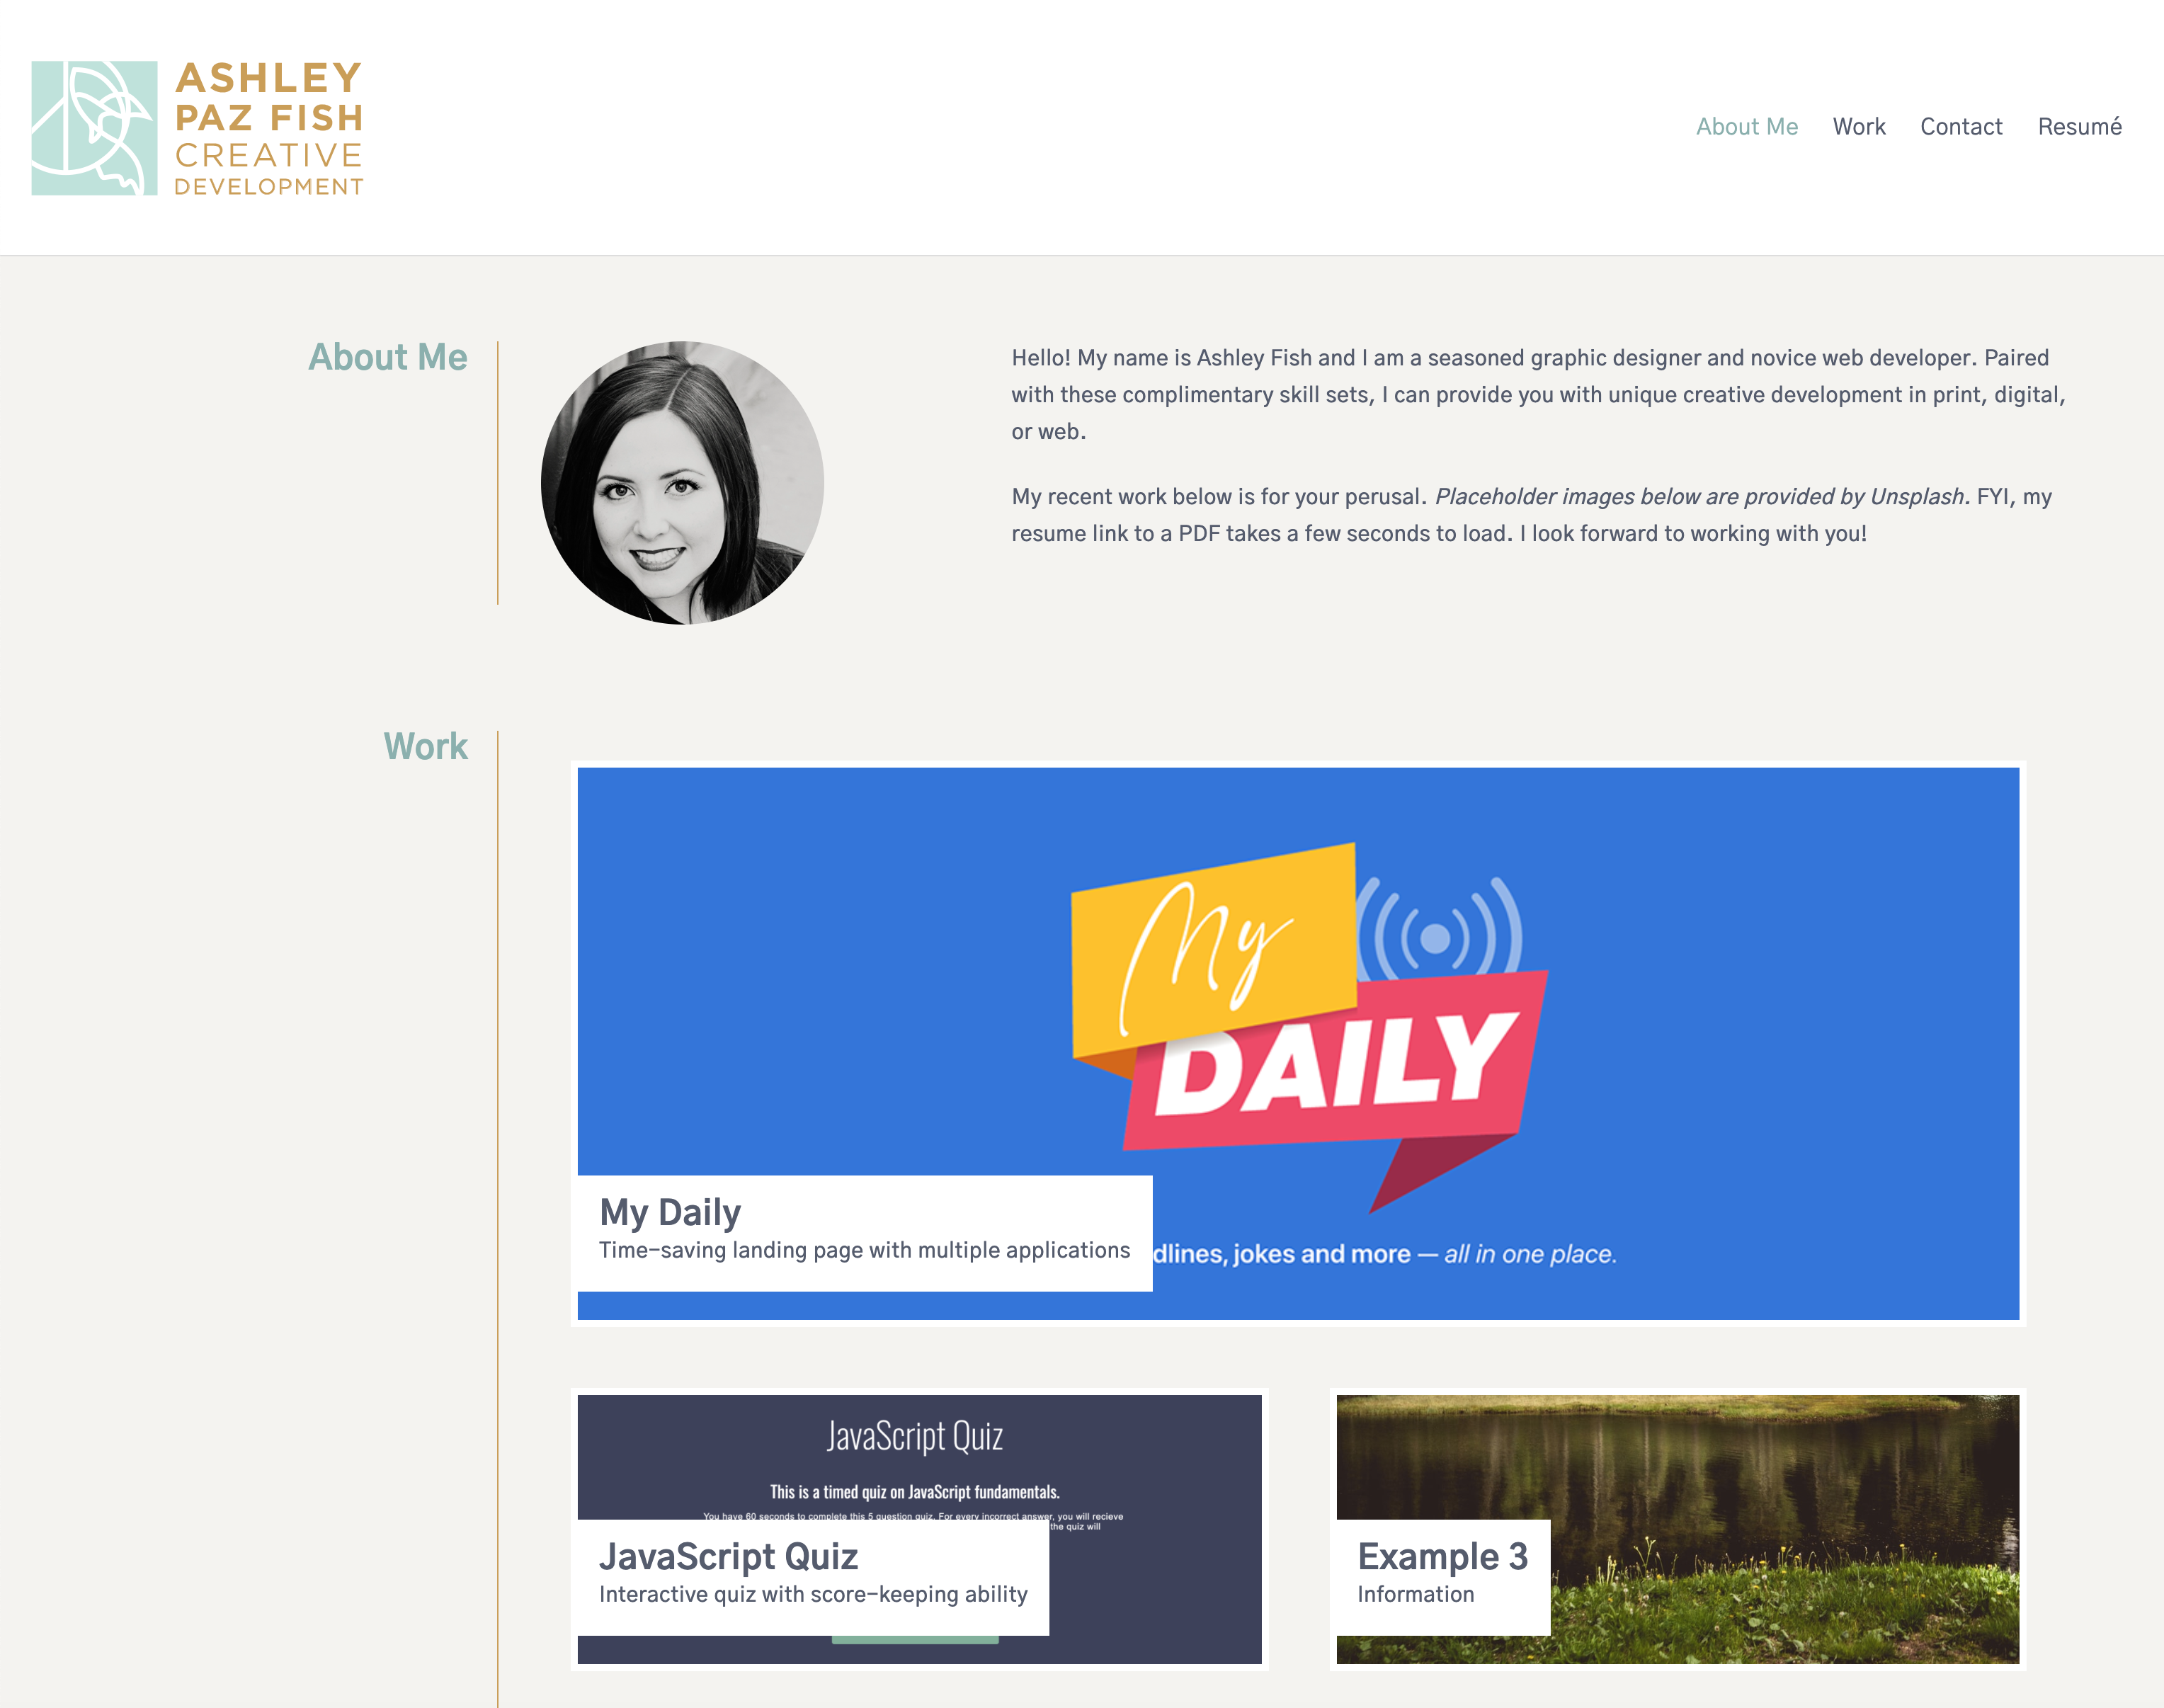 ASHLEY
PAZ FISH
CREATIVE
DEVELOPMENT
About Me Work Contact Resumé
About Me
Hello! My name is Ashley Fish and I am a seasoned graphic designer and novice web developer. Paired
with these complimentary skill sets, I can provide you with unique creative development in print, digital,
or web.
My recent work below is for your perusal. Placeholder images below are provided by Unsplash. FYI, my
resume link to a PDF takes a few seconds to load. I look forward to working with you!
Work
My
DAILY
My Daily
Time-saving landing page with multiple applications
dlines, jokes and more — all in one place.
JavaScript Quiz
This is a timed quiz on JavaScript fundamentals.
You have 60 seconds to complete this 5 question quiz. For every incorrect answer, you will recieve
the quiz will
JavaScript Quiz
Interactive quiz with score-keeping ability
Example 3
Information